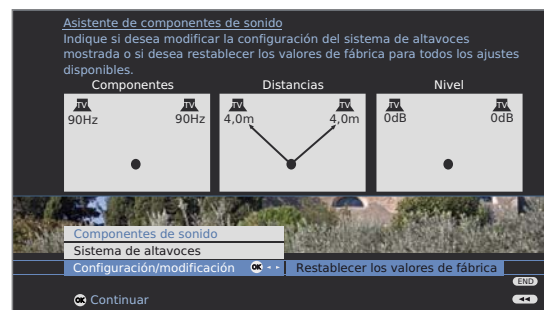 Asistente de componentes de sonido
Indique si desea modificar la configuración del sistema de altavoces
mostrada o si desea restablecer los valores de fábrica para todos los ajustes
disponibles.
Componentes Distancias Nivel
TV TV TV TV TV TV
90Hz 90Hz 4,0m 4,0m 0dB 0dB
Componentes de sonido
Sistema de altavoces
Configuración/modificación OK Restablecer los valores de fábrica
END
OK Continuar